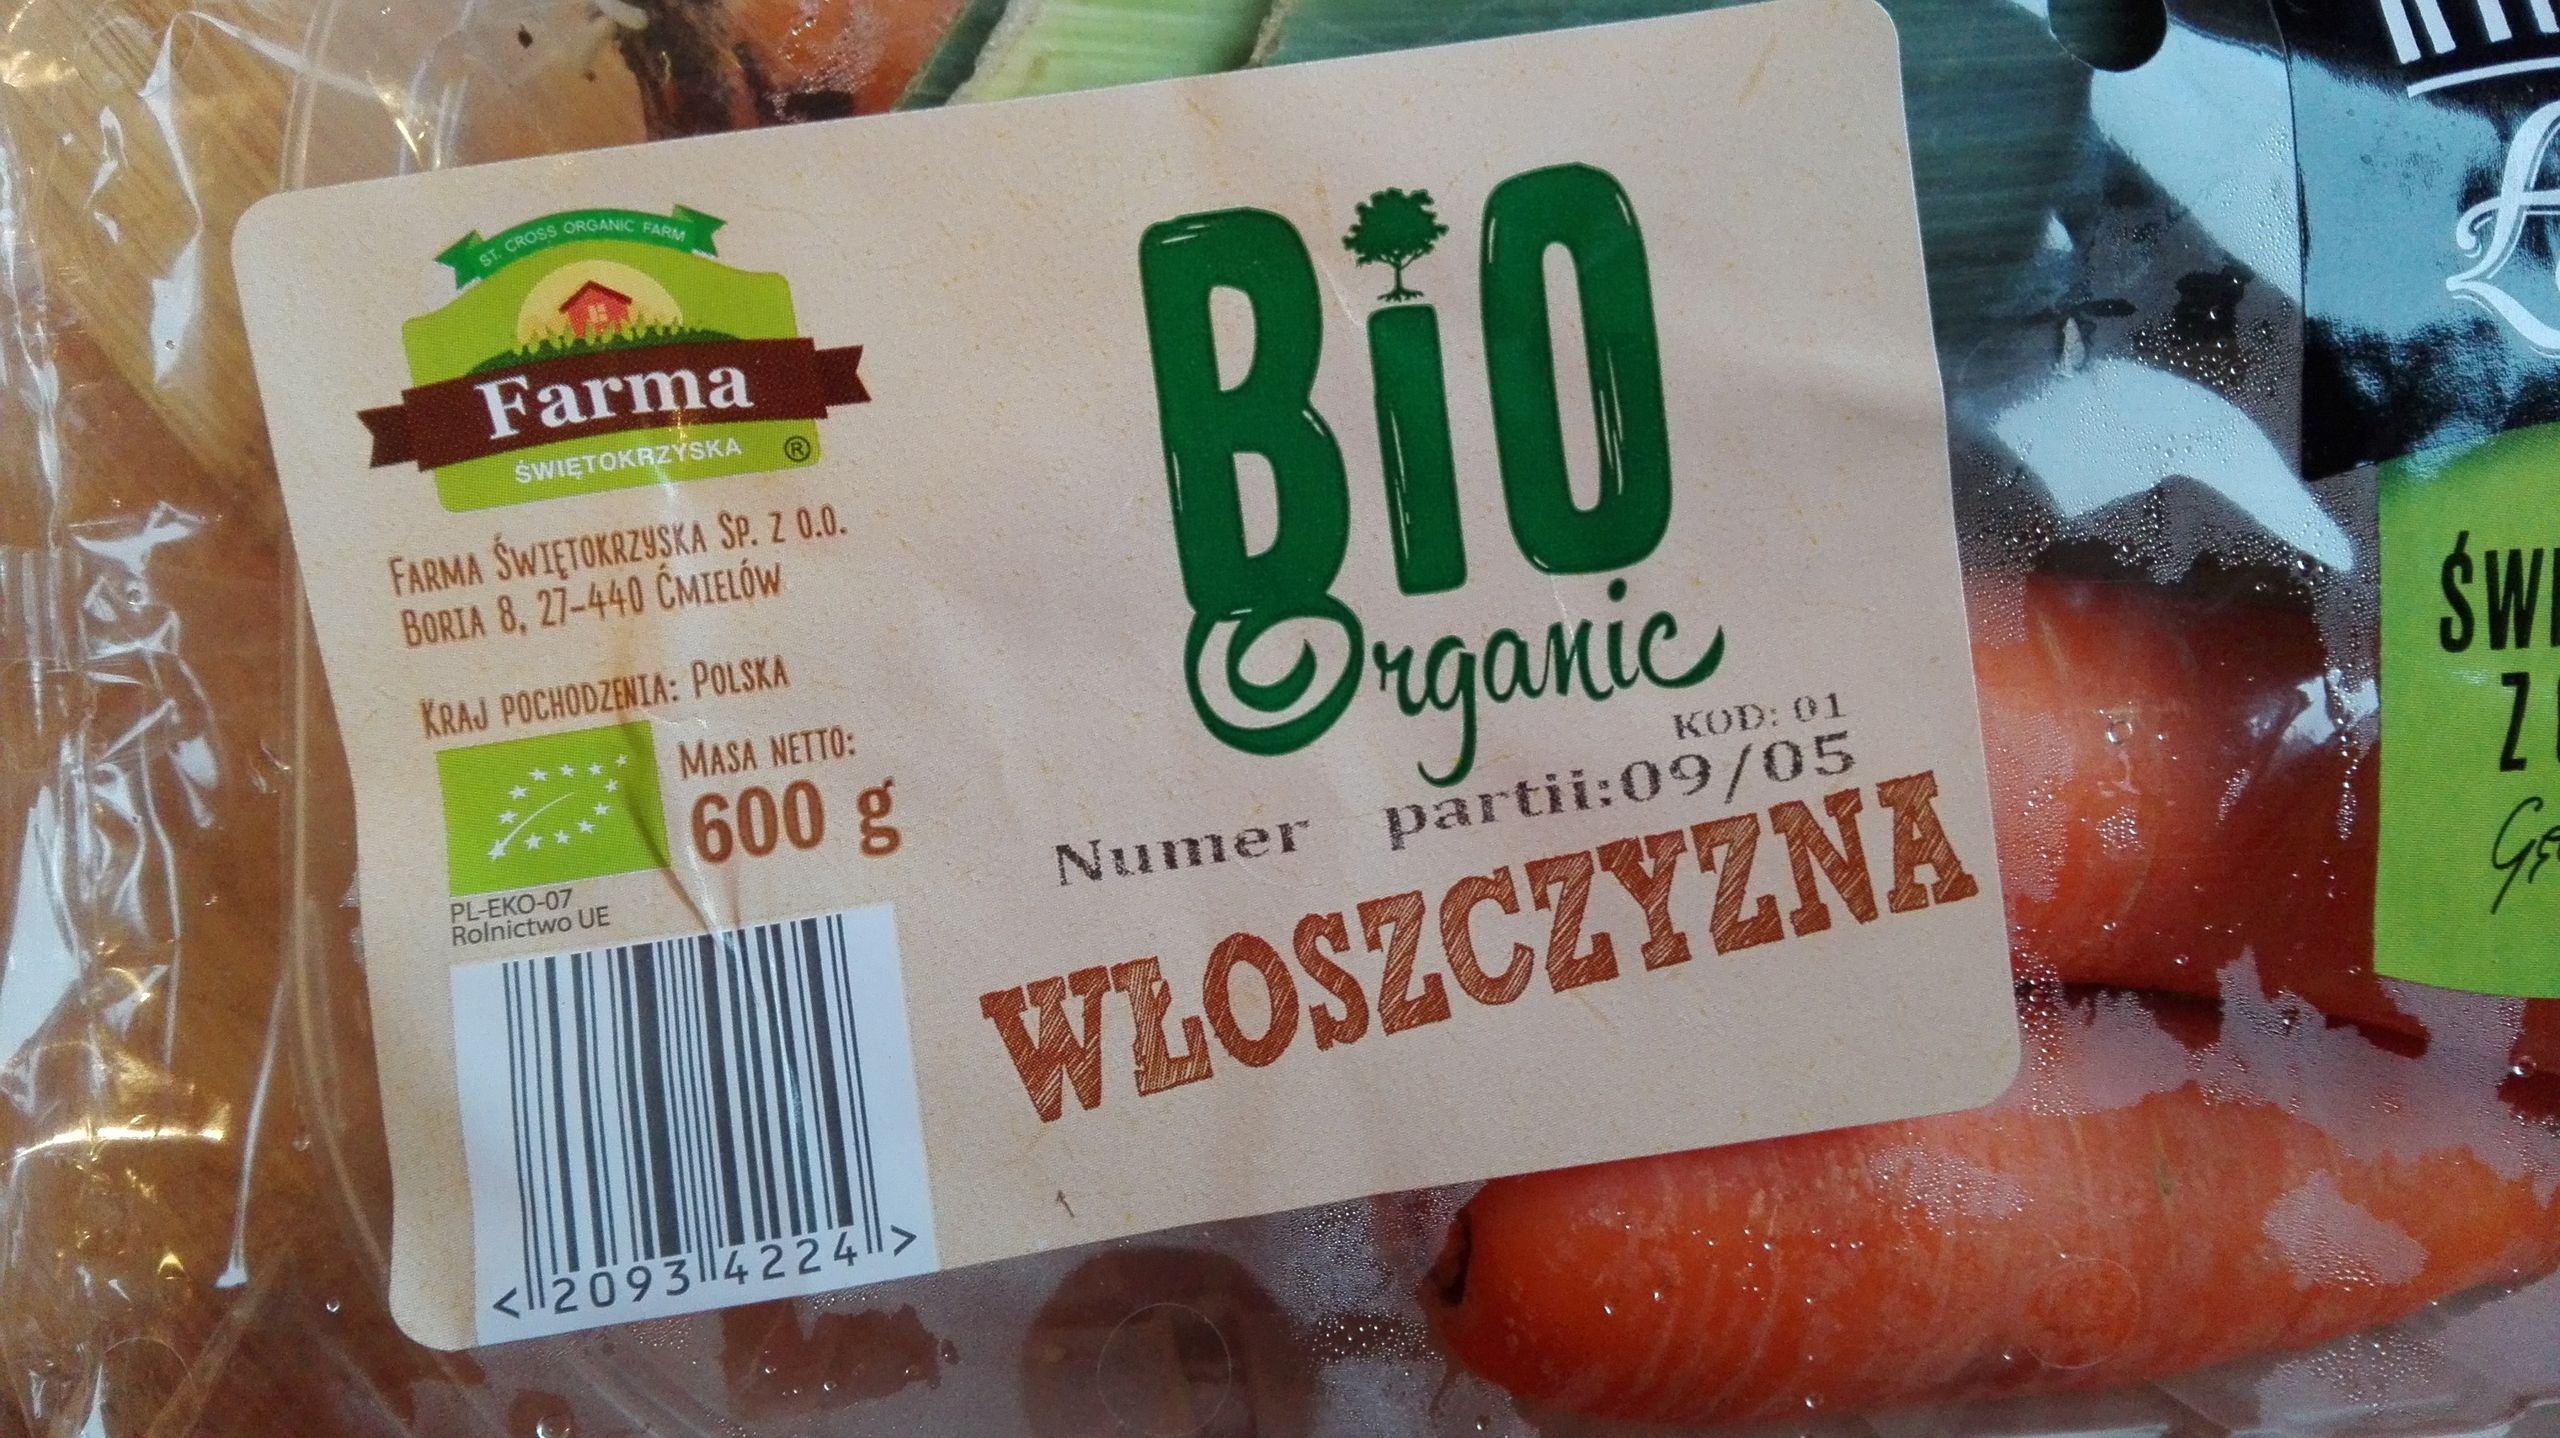 ST. CROSS ORGANIC FARM
Farma
ŚWIĘTOKRZYSKA ®
FARMA ŚWIĘTOKRZYSKA SP. Z O.O.
BORIA 8, 27-440 ĆMIELÓW
KRAJ POCHODZENIA: POLSKA
MASA NETTO:
600 g
PL-EKO-07
Rolnictwo UE
<2093 4224>
BiO
Organic
KOD: 01
Numer partii:09/05
WŁOSZCZYZNA